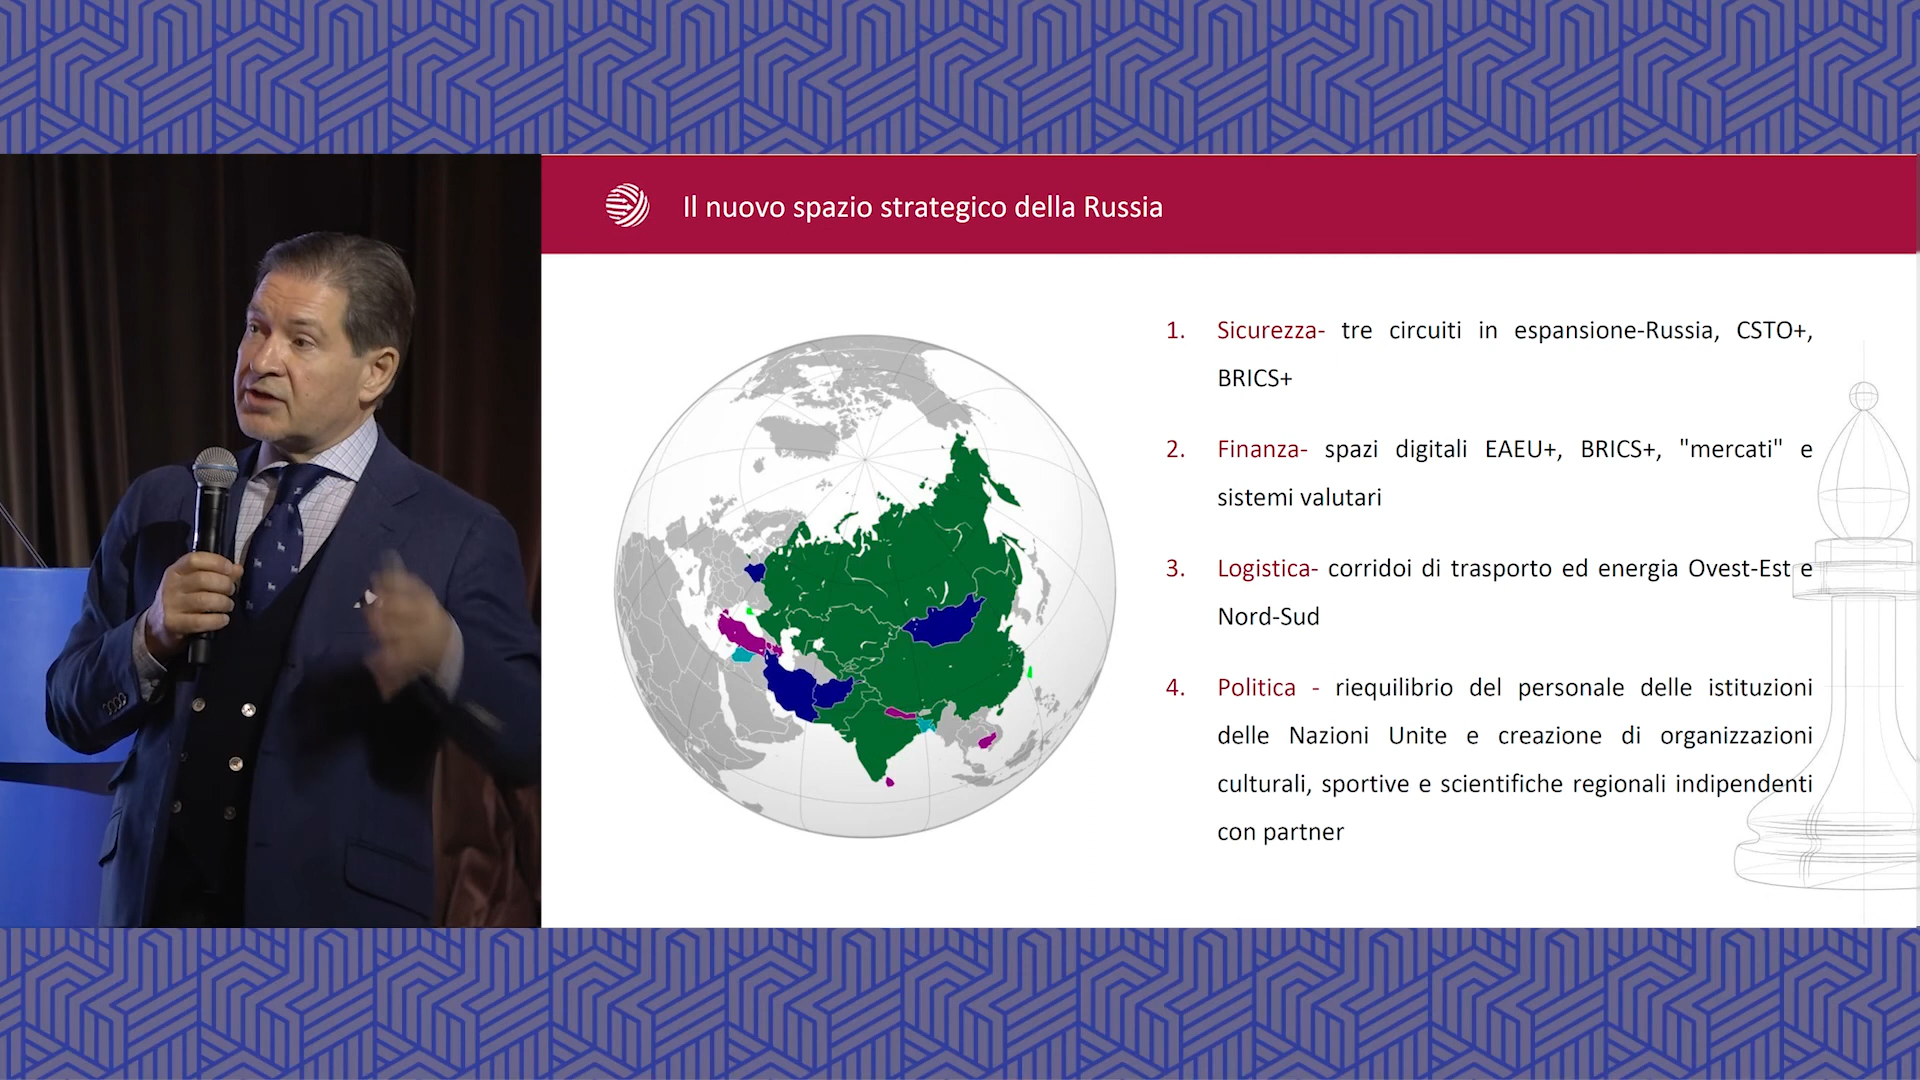 Il nuovo spazio strategico della Russia
1. Sicurezza- tre circuiti in espansione-Russia, CSTO+,
BRICS+
2. Finanza- spazi digitali EAEU+, BRICS+, "mercati" e
sistemi valutari
3. Logistica- corridoi di trasporto ed energia Ovest-Est e
Nord-Sud
4. Politica - riequilibrio del personale delle istituzioni
delle Nazioni Unite e creazione di organizzazioni
culturali, sportive e scientifiche regionali indipendenti
con partner